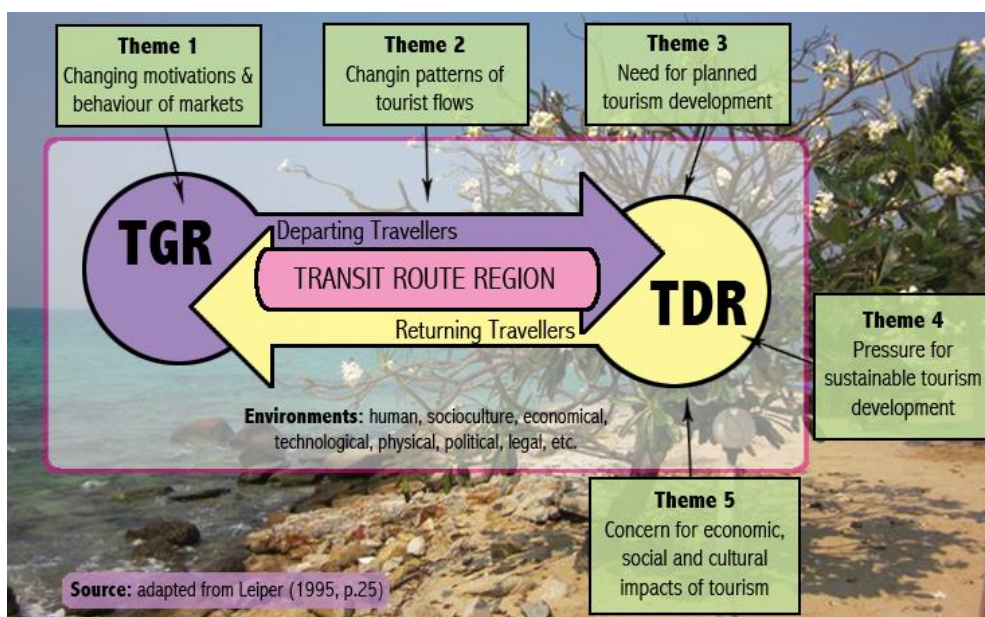 Theme 1
Changing motivations &
behaviour of markets
Theme 2
Changin patterns of
tourist flows
Theme 3
Need for planned
tourism development
TGR
Departing Travellers
TRANSIT ROUTE REGION
Returning Travellers
TDR
Theme 4
Pressure for
sustainable tourism
development
Environments: human, socioculture, economical,
technological, physical, political, legal, etc.
Theme 5
Concern for economic,
social and cultural
impacts of tourism
Source: adapted from Leiper (1995, p.25)